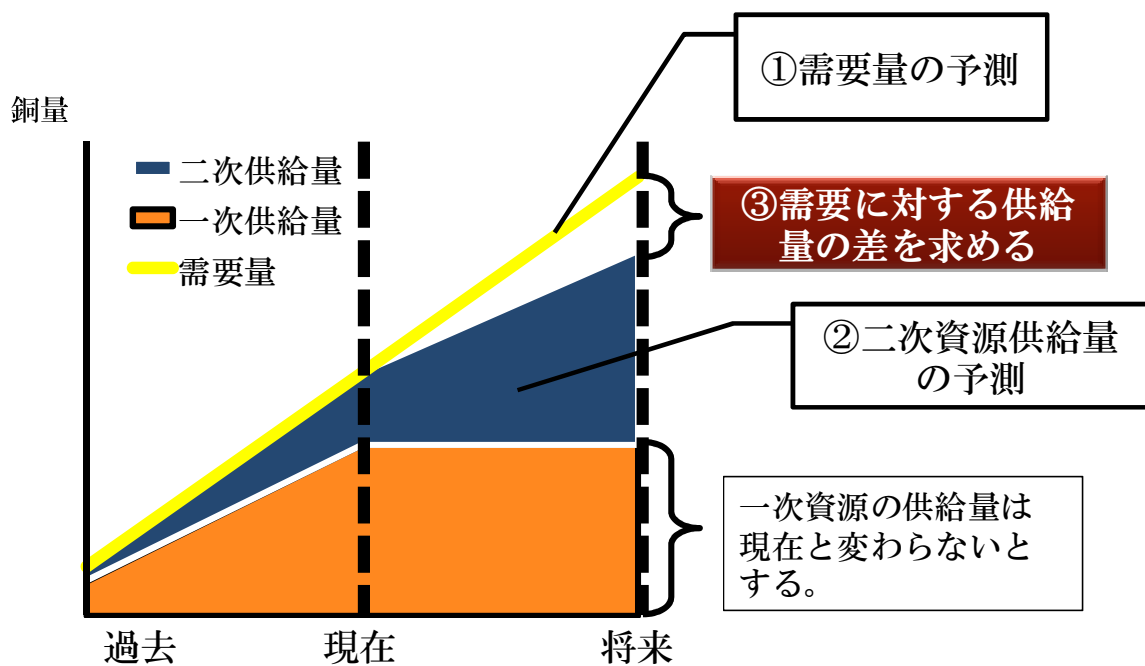 ①需要量の予測
銅量
二次供給量
一次供給量
需要量
③需要に対する供給
量の差を求める
②二次資源供給量
の予測
一次資源の供給量は
現在と変わらないと
する。
過去
現在
将来